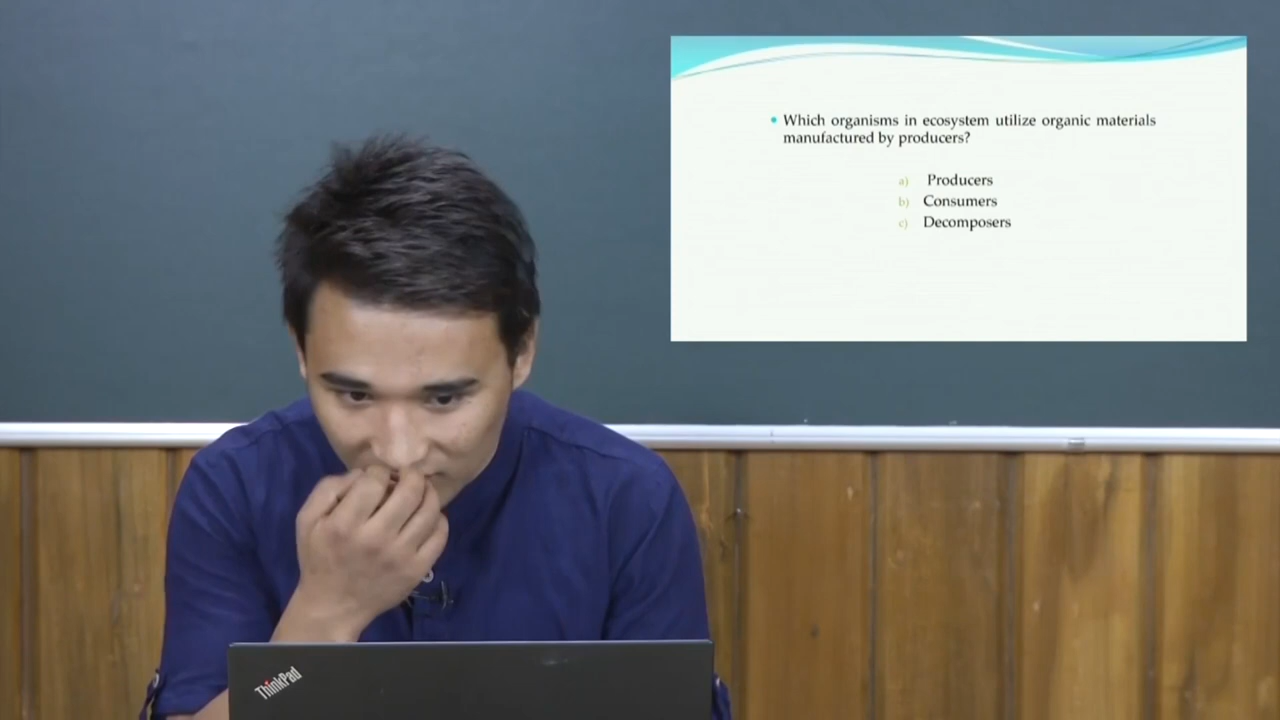 • Which organisms in ecosystem utilize organic materials
manufactured by producers?
a) Producers
b) Consumers
c) Decomposers
ThinkPad